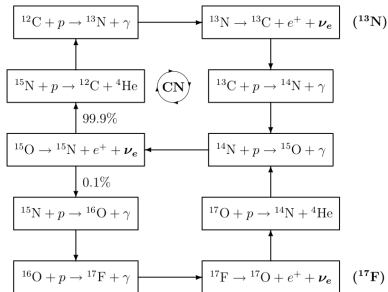 ¹²C + p → ¹³N + γ
¹³N → ¹³C + e⁺ + νₑ
(¹³N)
¹⁵N + p → ¹²C + ⁴He
CN
¹³C + p → ¹⁴N + γ
99.9%
¹⁵O → ¹⁵N + e⁺ + νₑ
¹⁴N + p → ¹⁵O + γ
0.1%
¹⁵N + p → ¹⁶O + γ
¹⁷O + p → ¹⁴N + ⁴He
¹⁶O + p → ¹⁷F + γ
¹⁷F → ¹⁷O + e⁺ + νₑ
(¹⁷F)